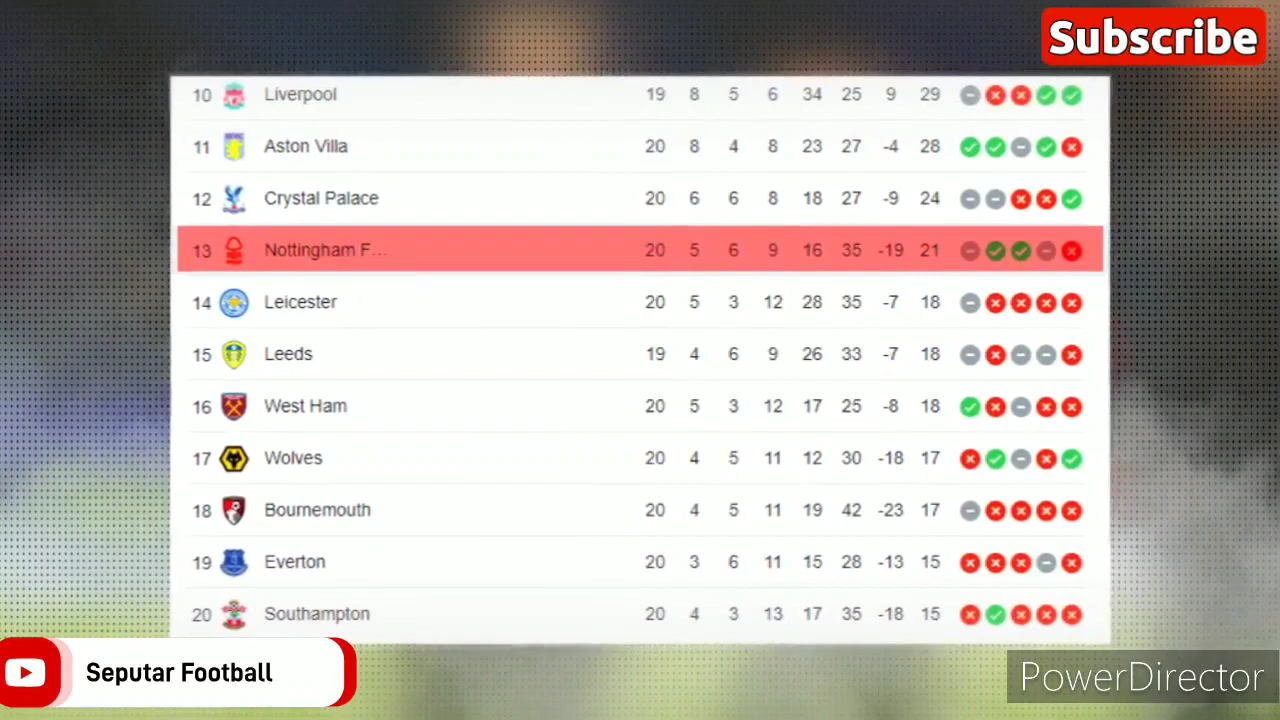 Subscribe
10 Liverpool 19 8 5 6 34 25 9 29
11 Aston Villa 20 8 4 8 23 27 -4 28
12 Crystal Palace 20 6 6 8 18 27 -9 24
13 Nottingham F... 20 5 6 9 16 35 -19 21
14 Leicester 20 5 3 12 28 35 -7 18
15 Leeds 19 4 6 9 26 33 -7 18
16 West Ham 20 5 3 12 17 25 -8 18
17 Wolves 20 4 5 11 12 30 -18 17
18 Bournemouth 20 4 5 11 19 42 -23 17
19 Everton 20 3 6 11 15 28 -13 15
20 Southampton 20 4 3 13 17 35 -18 15
Seputar Football
PowerDirector